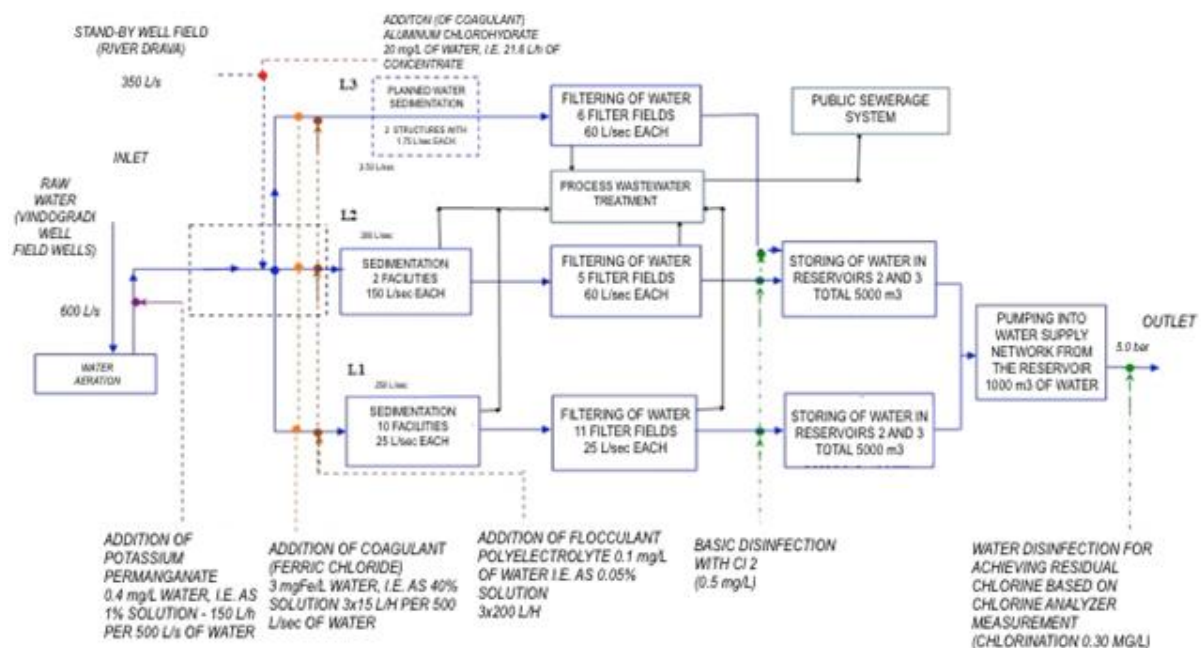 STAND-BY WELL FIELD
(RIVER DRAVA)
350 L/s
ADDITON (OF COAGULANT)
ALUMINUM CHLOROHYDRATE
20 mg/L OF WATER, I.E. 21.6 L/h OF
CONCENTRATE
INLET
RAW
WATER
(VINDOGRADI
WELL
FIELD WELLS)
600 L/s
WATER
AERATION
L3
PLANNED WATER
SEDIMENTATION
2 STRUCTURES WITH
1.75 L/sec EACH
FILTERING OF WATER
6 FILTER FIELDS
60 L/sec EACH
PUBLIC SEWERAGE
SYSTEM
PROCESS WASTEWATER
TREATMENT
L2
SEDIMENTATION
2 FACILITIES
150 L/sec EACH
FILTERING OF WATER
5 FILTER FIELDS
60 L/sec EACH
STORING OF WATER IN
RESERVOIRS 2 AND 3
TOTAL 5000 m3
L1
250 L/sec
SEDIMENTATION
10 FACILITIES
25 L/sec EACH
FILTERING OF WATER
11 FILTER FIELDS
25 L/sec EACH
STORING OF WATER IN
RESERVOIRS 2 AND 3
TOTAL 5000 m3
PUMPING INTO
WATER SUPPLY
NETWORK FROM
THE RESERVOIR
1000 m3 OF WATER
OUTLET
5.0 bar
ADDITION OF
POTASSIUM
PERMANGANATE
0.4 mg/L WATER, I.E. AS
1% SOLUTION - 150 L/h
PER 500 L/s OF WATER
ADDITION OF COAGULANT
(FERRIC CHLORIDE)
3 mgFe/L WATER, I.E. AS 40%
SOLUTION 3x15 L/H PER 500
L/sec OF WATER
ADDITION OF FLOCCULANT
POLYELECTROLYTE 0.1 mg/L
OF WATER I.E. AS 0.05%
SOLUTION
3x200 L/H
BASIC DISINFECTION
WITH Cl 2
(0.5 mg/L)
WATER DISINFECTION FOR
ACHIEVING RESIDUAL
CHLORINE BASED ON
CHLORINE ANALYZER
MEASUREMENT
(CHLORINATION 0.30 MG/L)